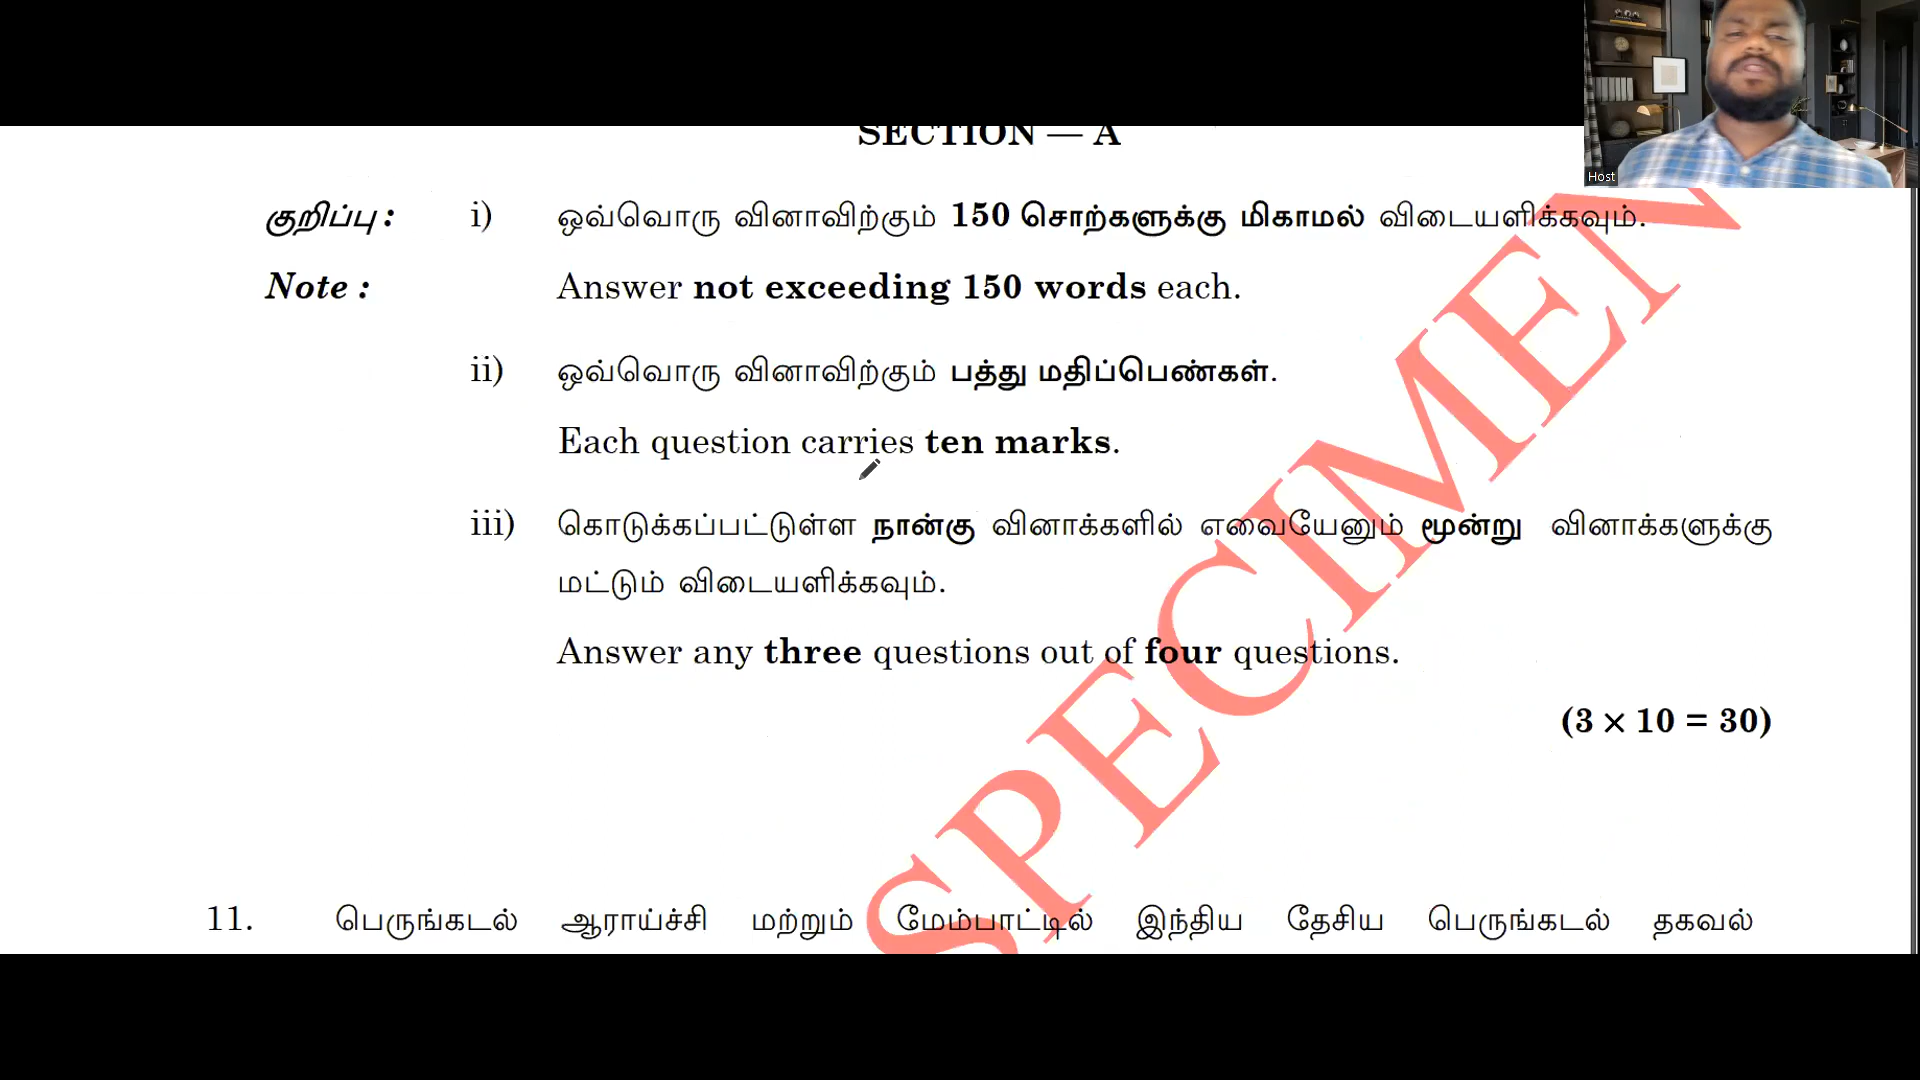 Host
SECTION — A
குறிப்பு : i) ஒவ்வொரு வினாவிற்கும் 150 சொற்களுக்கு மிகாமல் விடையளிக்கவும்.
Note : Answer not exceeding 150 words each.
ii) ஒவ்வொரு வினாவிற்கும் பத்து மதிப்பெண்கள்.
Each question carries ten marks.
iii) கொடுக்கப்பட்டுள்ள நான்கு வினாக்களில் எவையேனும் மூன்று வினாக்களுக்கு
மட்டும் விடையளிக்கவும்.
Answer any three questions out of four questions.
(3 × 10 = 30)
11. பெருங்கடல் ஆராய்ச்சி மற்றும் மேம்பாட்டில் இந்திய தேசிய பெருங்கடல் தகவல்
SPECIMEN